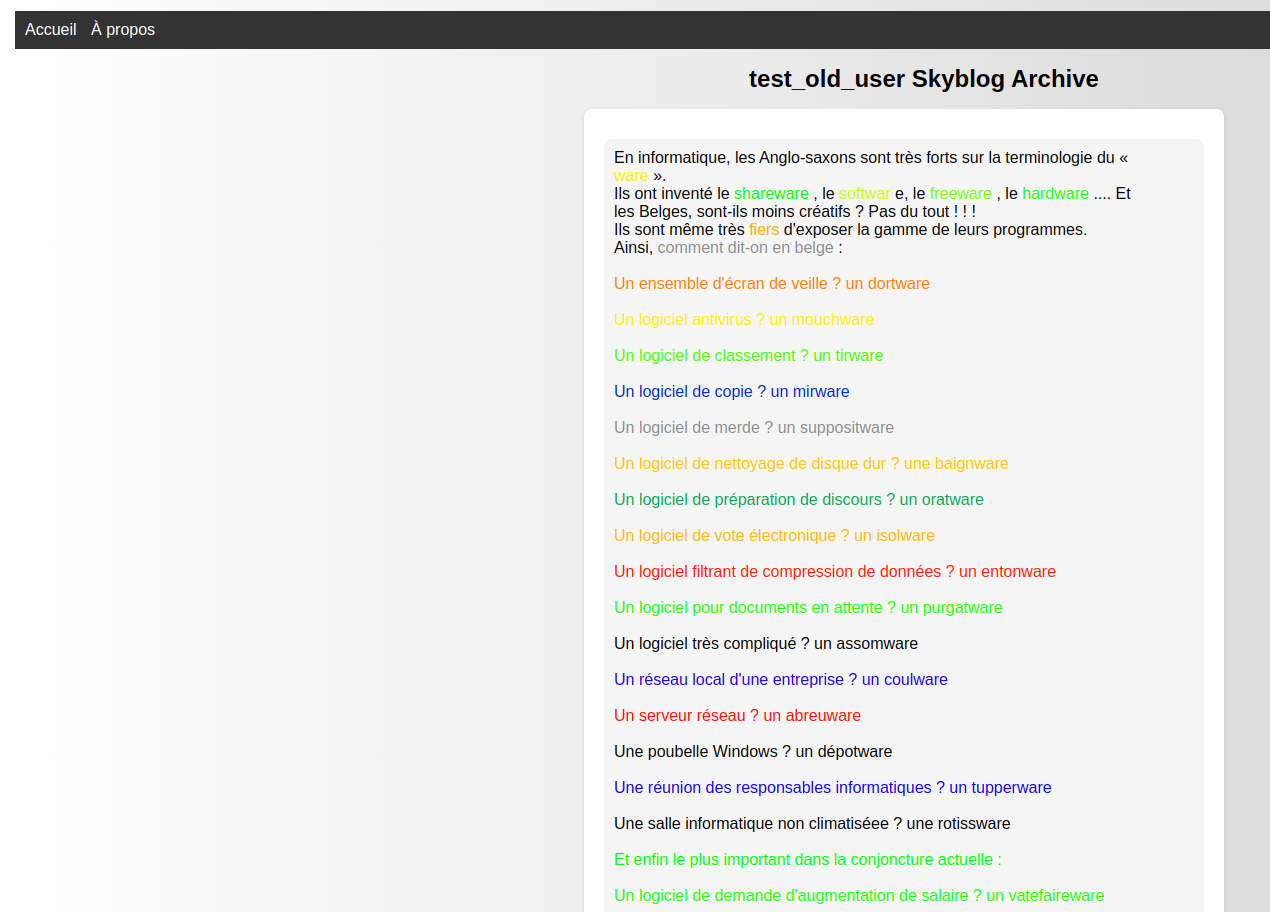 Accueil À propos
test_old_user Skyblog Archive
En informatique, les Anglo-saxons sont très forts sur la terminologie du «
ware ».
Ils ont inventé le shareware , le softwar e, le freeware , le hardware .... Et
les Belges, sont-ils moins créatifs ? Pas du tout ! ! !
Ils sont même très fiers d'exposer la gamme de leurs programmes.
Ainsi, comment dit-on en belge :
Un ensemble d'écran de veille ? un dortware
Un logiciel antivirus ? un mouchware
Un logiciel de classement ? un tirware
Un logiciel de copie ? un mirware
Un logiciel de merde ? un suppositware
Un logiciel de nettoyage de disque dur ? une baignware
Un logiciel de préparation de discours ? un oratware
Un logiciel de vote électronique ? un isolware
Un logiciel filtrant de compression de données ? un entonware
Un logiciel pour documents en attente ? un purgatware
Un logiciel très compliqué ? un assomware
Un réseau local d'une entreprise ? un coulware
Un serveur réseau ? un abreuware
Une poubelle Windows ? un dépotware
Une réunion des responsables informatiques ? un tupperware
Une salle informatique non climatiséee ? une rotissware
Et enfin le plus important dans la conjoncture actuelle :
Un logiciel de demande d'augmentation de salaire ? un vatefaireware